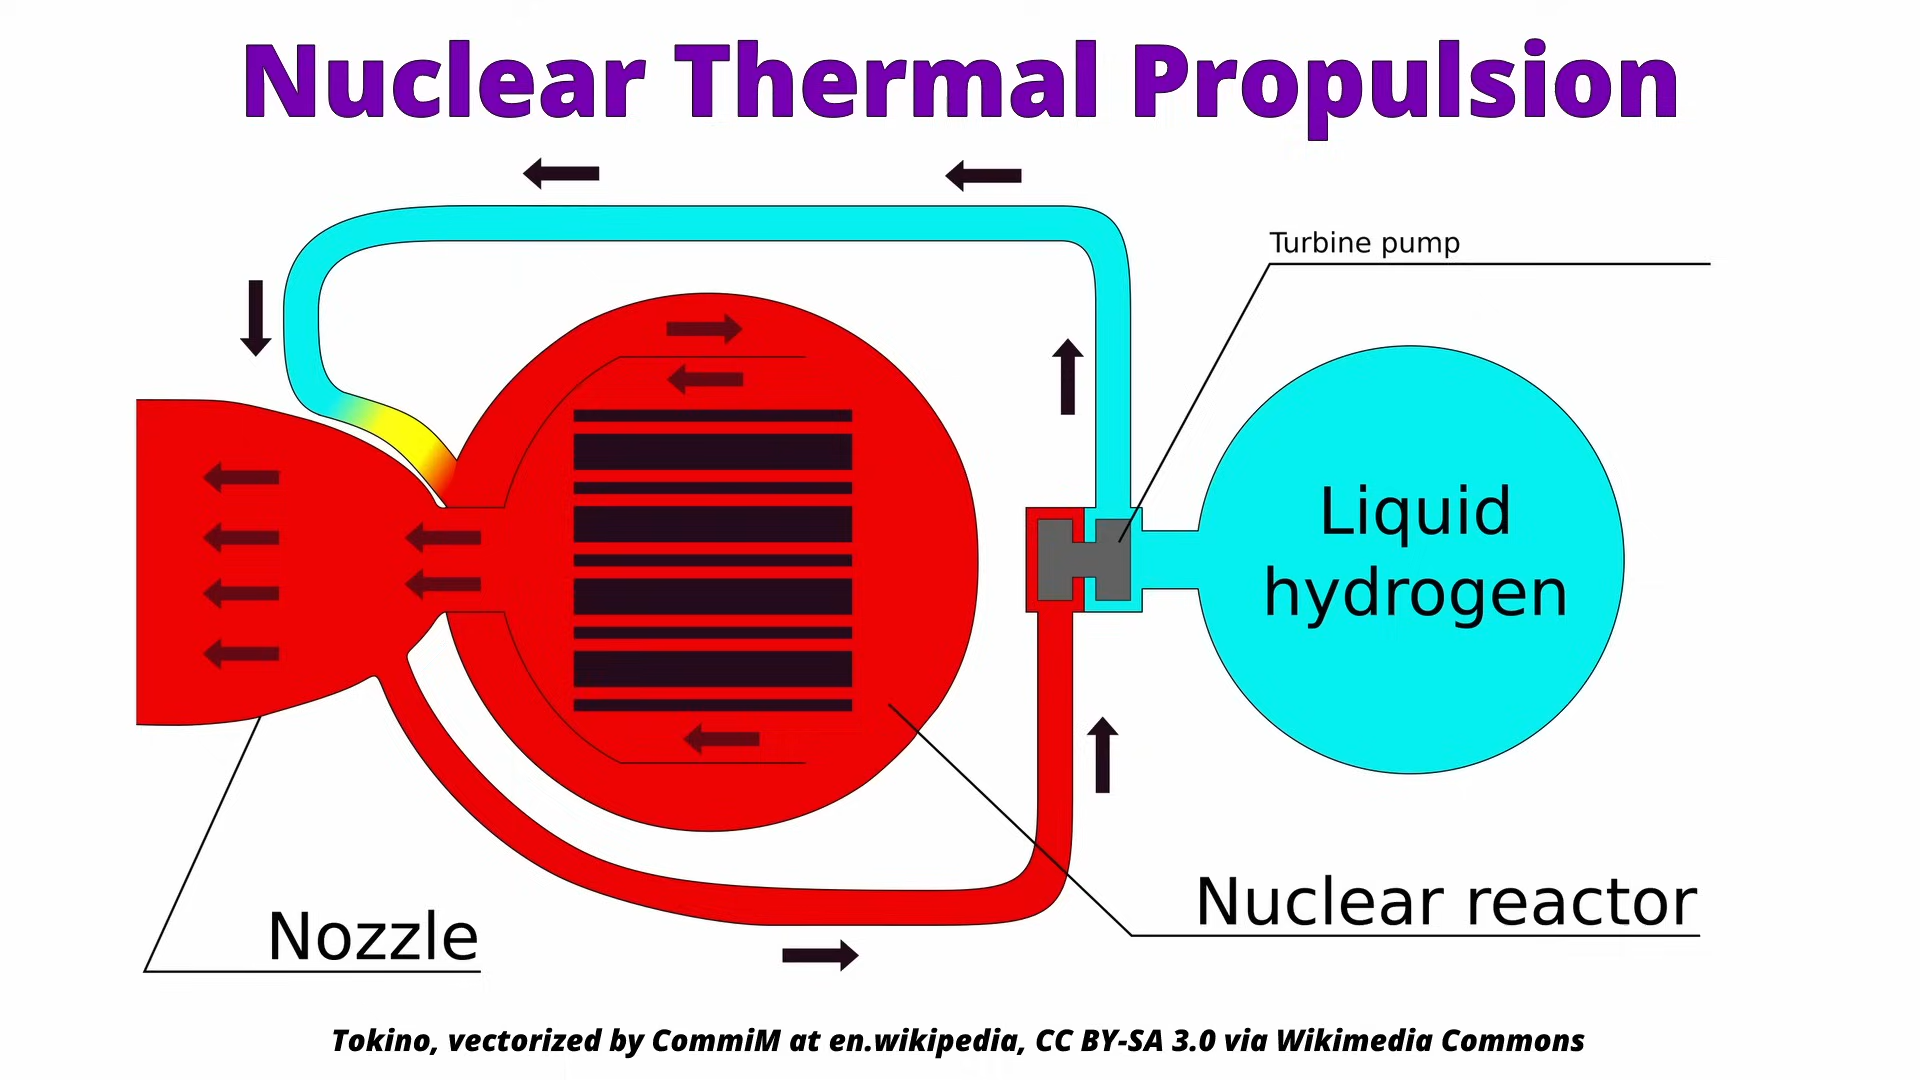 Nuclear Thermal Propulsion
Turbine pump
Liquid
hydrogen
Nuclear reactor
Nozzle
Tokino, vectorized by CommiM at en.wikipedia, CC BY-SA 3.0 via Wikimedia Commons